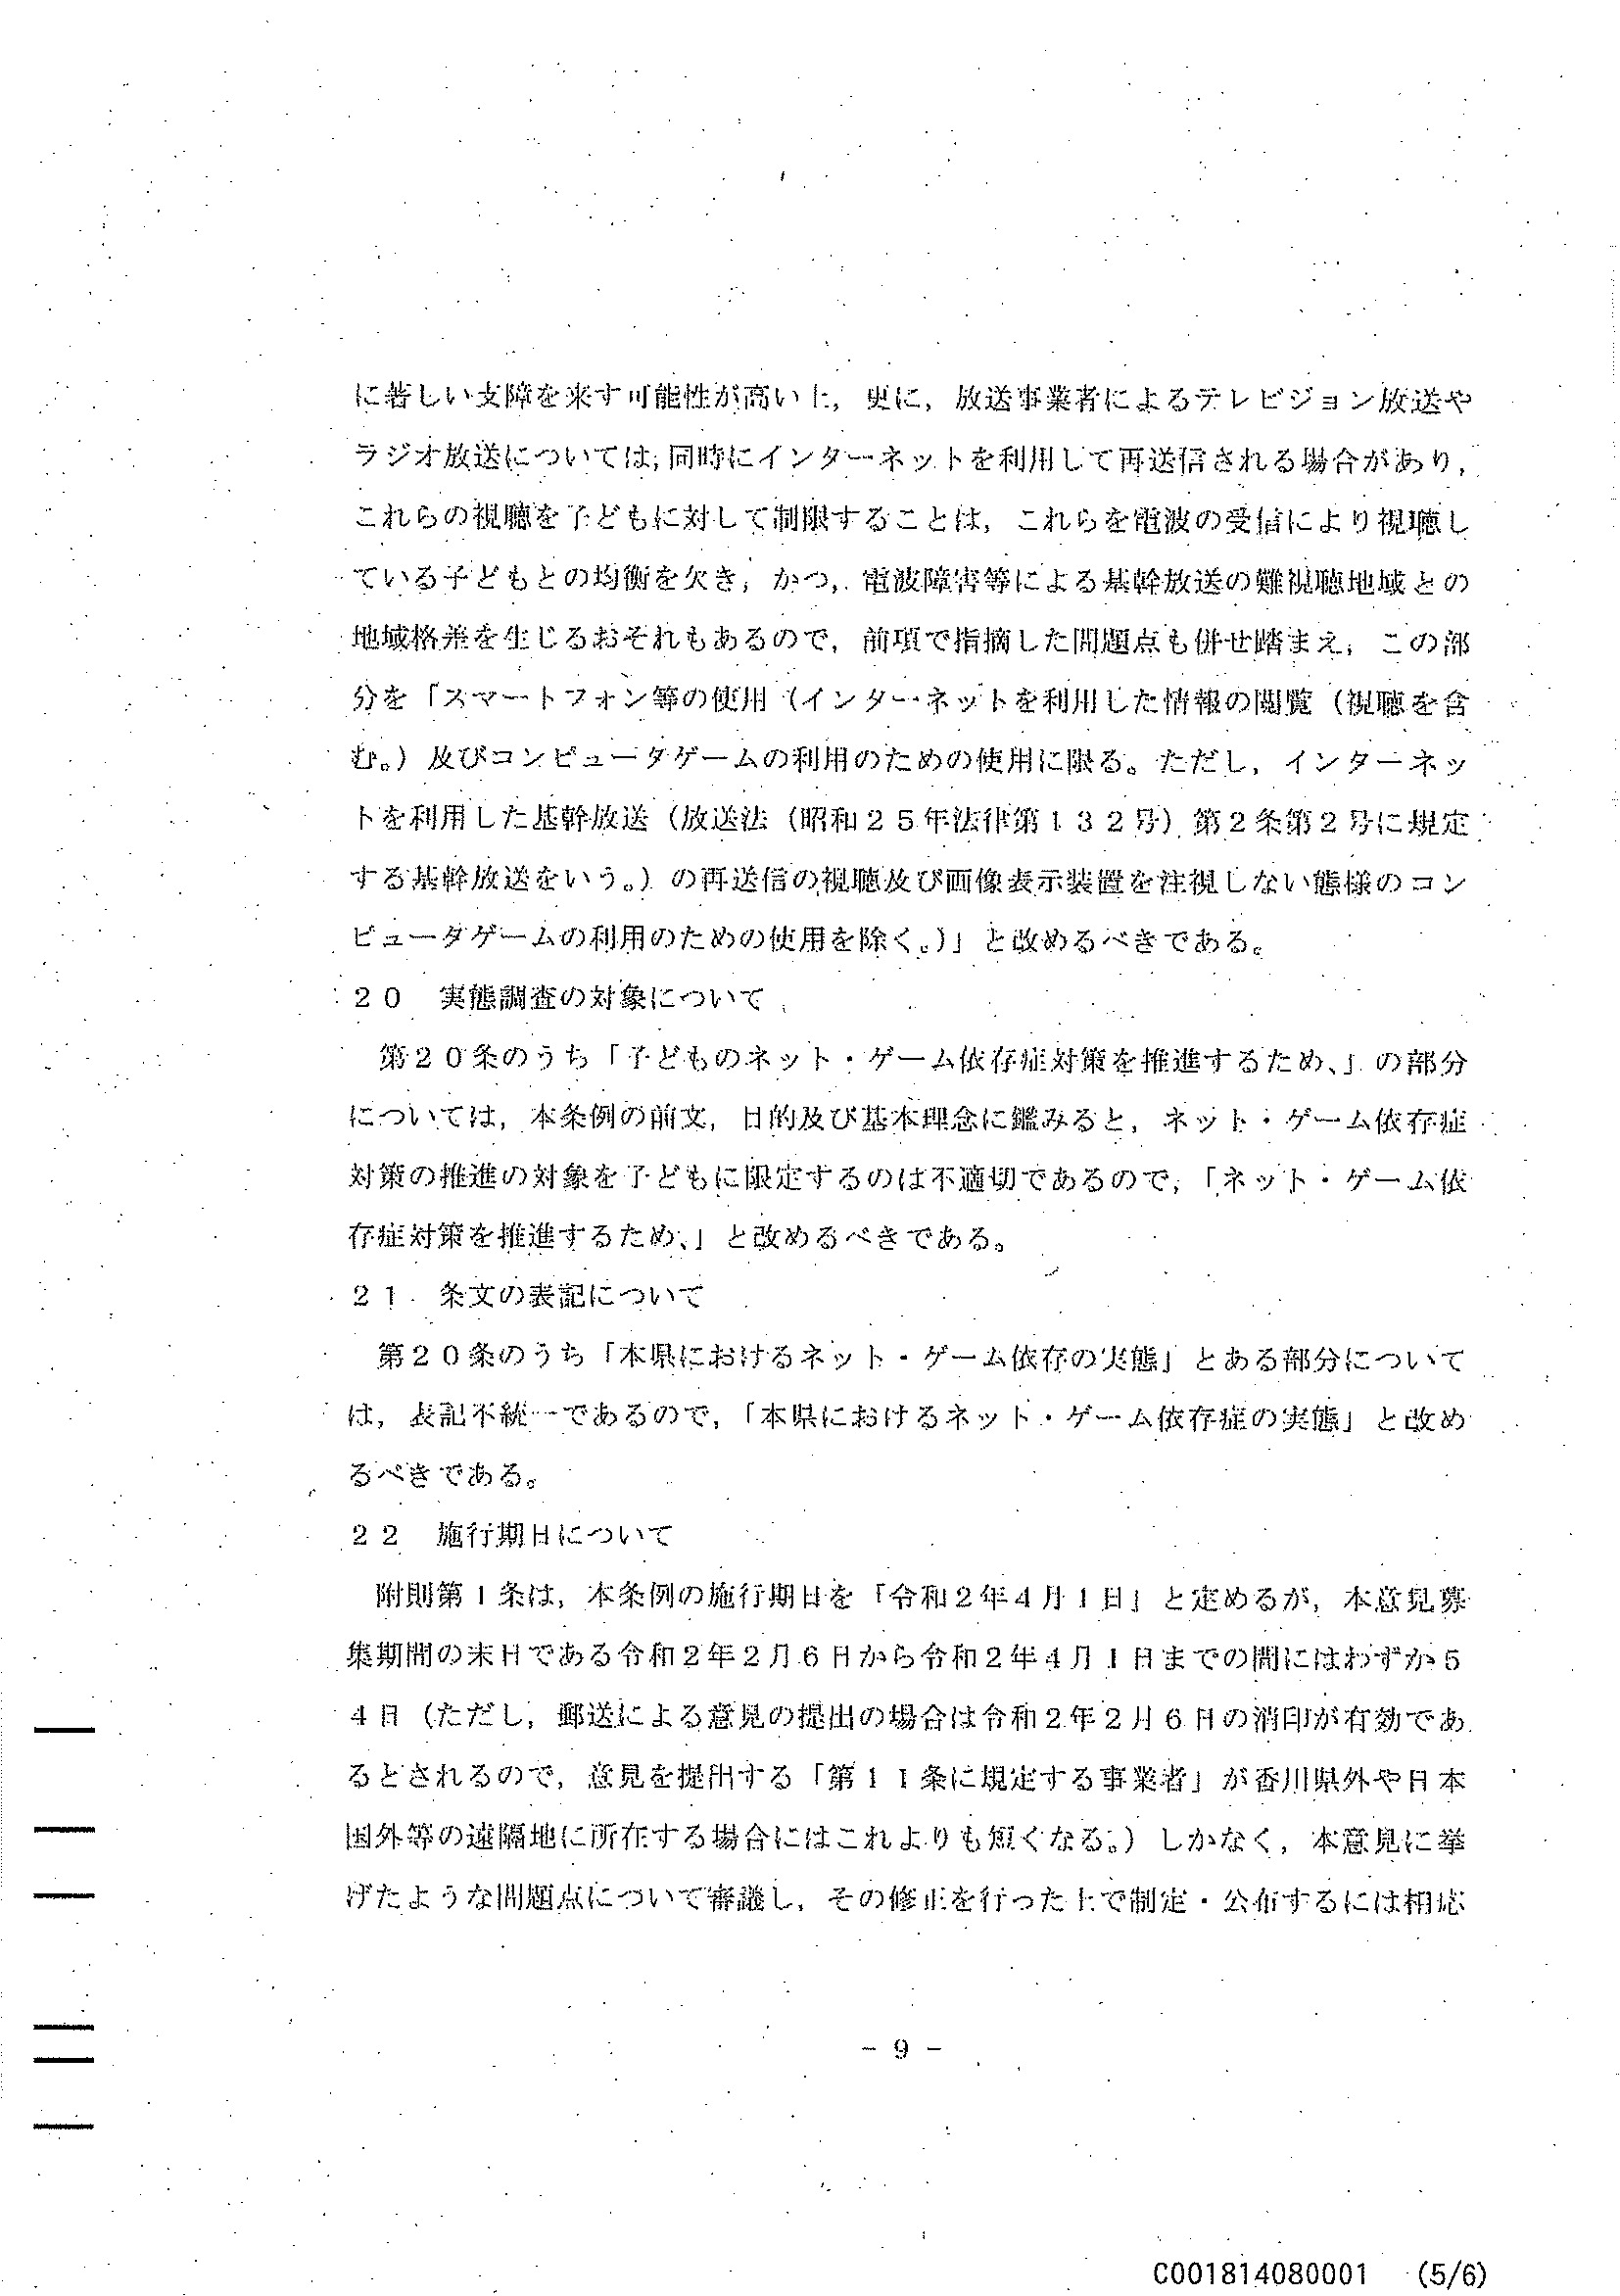 に著しい支障を来す可能性が高い上，更に，放送事業者によるテレビジョン放送や
ラジオ放送については，同時にインターネットを利用して再送信される場合があり，
これらの視聴を子どもに対して制限することは，これらを電波の受信により視聴し
ている子どもとの均衡を欠き，かつ，電波障害等による基幹放送の難視聴地域との
地域格差を生じるおそれもあるので，前項で指摘した問題点も併せ踏まえ，この部
分を「スマートフォン等の使用（インターネットを利用した情報の閲覧（視聴を含
む。）及びコンピュータゲームの利用のための使用に限る。ただし，インターネッ
トを利用した基幹放送（放送法（昭和２５年法律第１３２号）第２条第２号に規定
する基幹放送をいう。）の再送信の視聴及び画像表示装置を注視しない態様のコン
ピュータゲームの利用のための使用を除く。）」と改めるべきである。
２０　実態調査の対象について
　第２０条のうち「子どものネット・ゲーム依存症対策を推進するため、」の部分
については，本条例の前文，目的及び基本理念に鑑みると，ネット・ゲーム依存症
対策の推進の対象を子どもに限定するのは不適切であるので，「ネット・ゲーム依
存症対策を推進するため、」と改めるべきである。
２１　条文の表記について
　第２０条のうち「本県におけるネット・ゲーム依存の実態」とある部分について
は，表記不統一であるので，「本県におけるネット・ゲーム依存症の実態」と改め
るべきである。
２２　施行期日について
　附則第１条は，本条例の施行期日を「令和２年４月１日」と定めるが，本意見募
集期間の末日である令和２年２月６日から令和２年４月１日までの間にはわずか５
４日（ただし，郵送による意見の提出の場合は令和２年２月６日の消印が有効であ
るとされるので，意見を提出する「第１１条に規定する事業者」が香川県外や日本
国外等の遠隔地に所在する場合にはこれよりも短くなる。）しかなく，本意見に挙
げたような問題点について審議し，その修正を行った上で制定・公布するには相応
－ 9 －
C001814080001　(5/6)